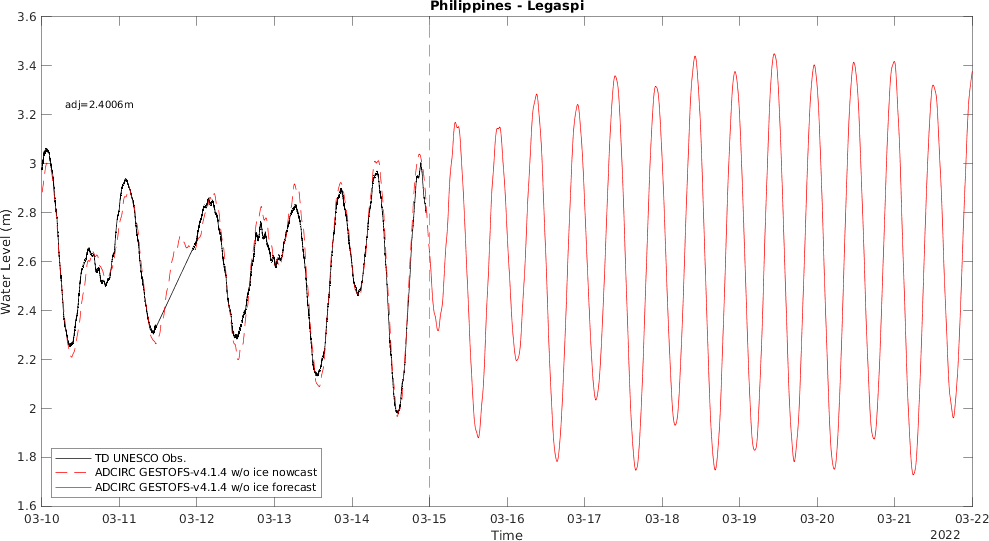 Philippines - Legaspi
3.6
3.4
3.2
3
2.8
2.6
2.4
2.2
2
1.8
1.6
Water Level (m)
adj=2.4006m
TD UNESCO Obs.
ADCIRC GESTOFS-v4.1.4 w/o ice nowcast
ADCIRC GESTOFS-v4.1.4 w/o ice forecast
03-10 03-11 03-12 03-13 03-14 03-15 03-16 03-17 03-18 03-19 03-20 03-21 03-22
Time
2022